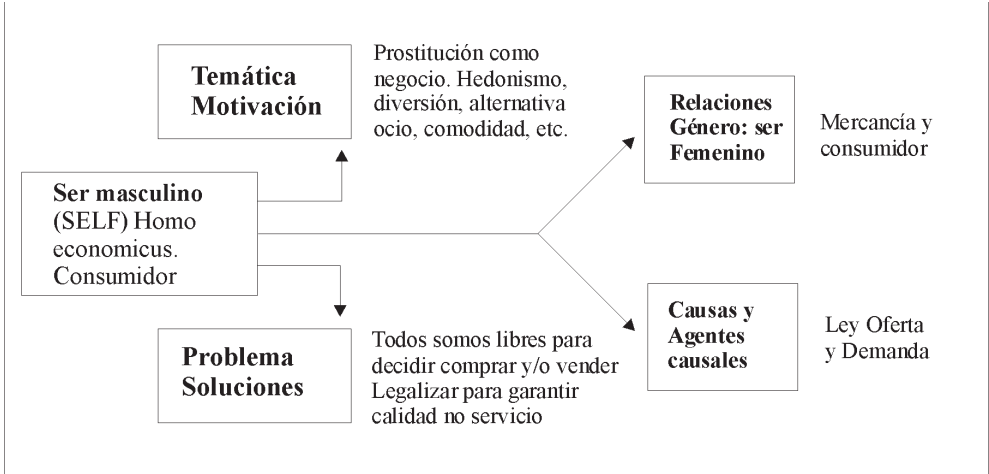 Temática
Motivación
Prostitución como
negocio. Hedonismo,
diversión, alternativa
ocio, comodidad, etc.
Relaciones
Género: ser
Femenino
Mercancía y
consumidor
Ser masculino
(SELF) Homo
economicus.
Consumidor
Problema
Soluciones
Todos somos libres para
decidir comprar y/o vender
Legalizar para garantir
calidad no servicio
Causas y
Agentes
causales
Ley Oferta
y Demanda